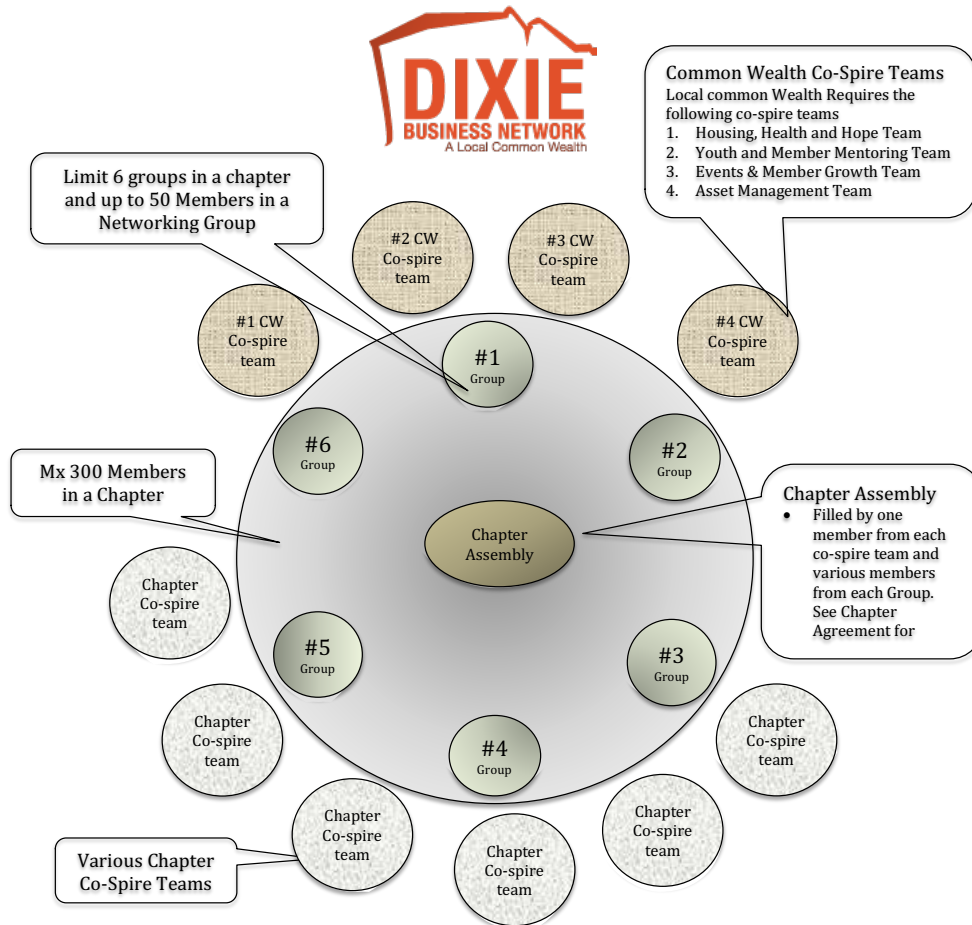 DIXIE
BUSINESS NETWORK
A Local Common Wealth
Common Wealth Co-Spire Teams
Local common Wealth Requires the
following co-spire teams
1. Housing, Health and Hope Team
2. Youth and Member Mentoring Team
3. Events & Member Growth Team
4. Asset Management Team
Limit 6 groups in a chapter
and up to 50 Members in a
Networking Group
#2 CW
Co-spire
team
#3 CW
Co-spire
team
#1 CW
Co-spire
team
#4 CW
Co-spire
team
#1
Group
#6
Group
#2
Group
Mx 300 Members
in a Chapter
Chapter
Assembly
Chapter Assembly
• Filled by one
member from each
co-spire team and
various members
from each Group.
See Chapter
Agreement for
Chapter
Co-spire
team
#5
Group
#3
Group
Chapter
Co-spire
team
#4
Group
Chapter
Co-spire
team
Chapter
Co-spire
team
Chapter
Co-spire
team
Chapter
Co-spire
team
Various Chapter
Co-Spire Teams